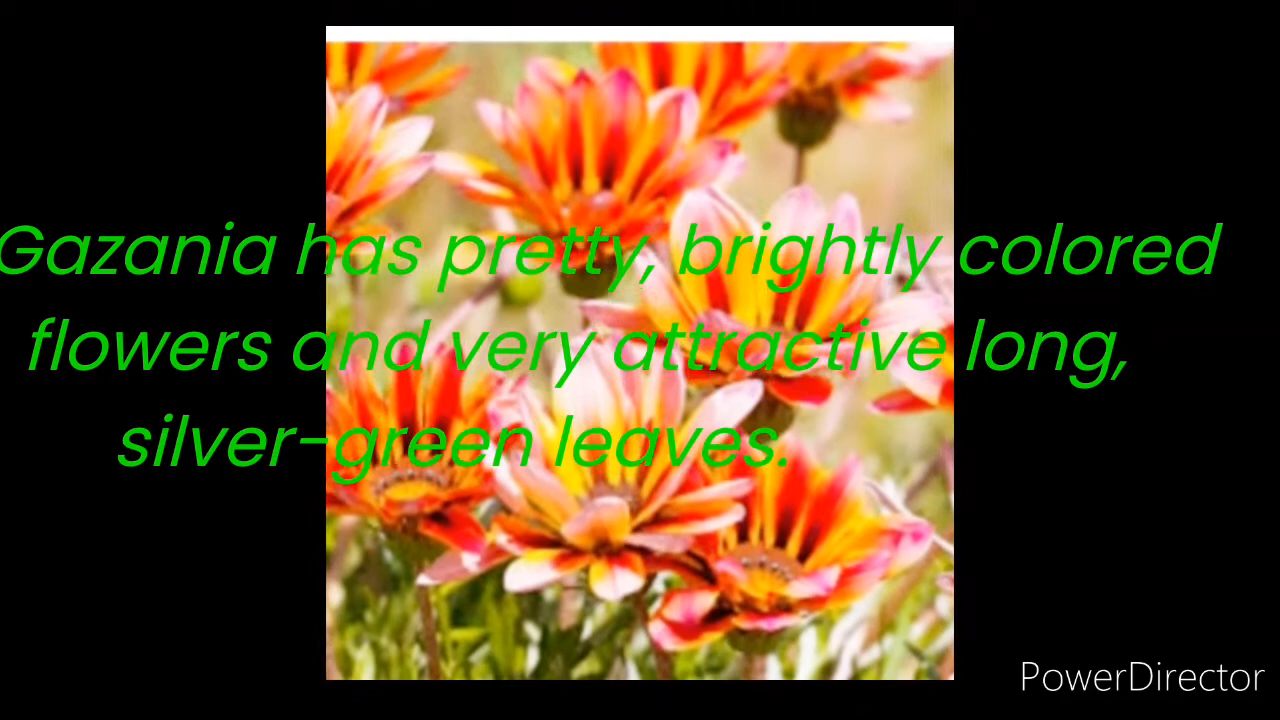 Gazania has pretty, brightly colored
flowers and very attractive long,
silver-green leaves.
PowerDirector